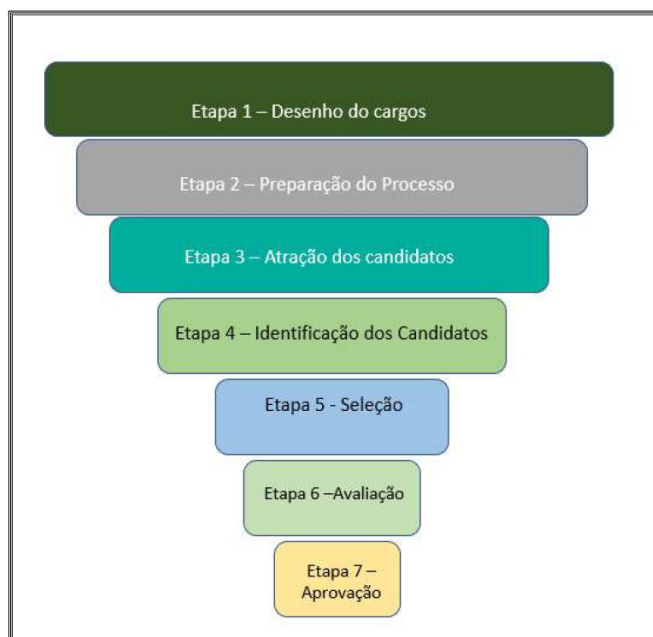 Etapa 1 – Desenho do cargos
Etapa 2 – Preparação do Processo
Etapa 3 – Atração dos candidatos
Etapa 4 – Identificação dos Candidatos
Etapa 5 - Seleção
Etapa 6 –Avaliação
Etapa 7 –
Aprovação